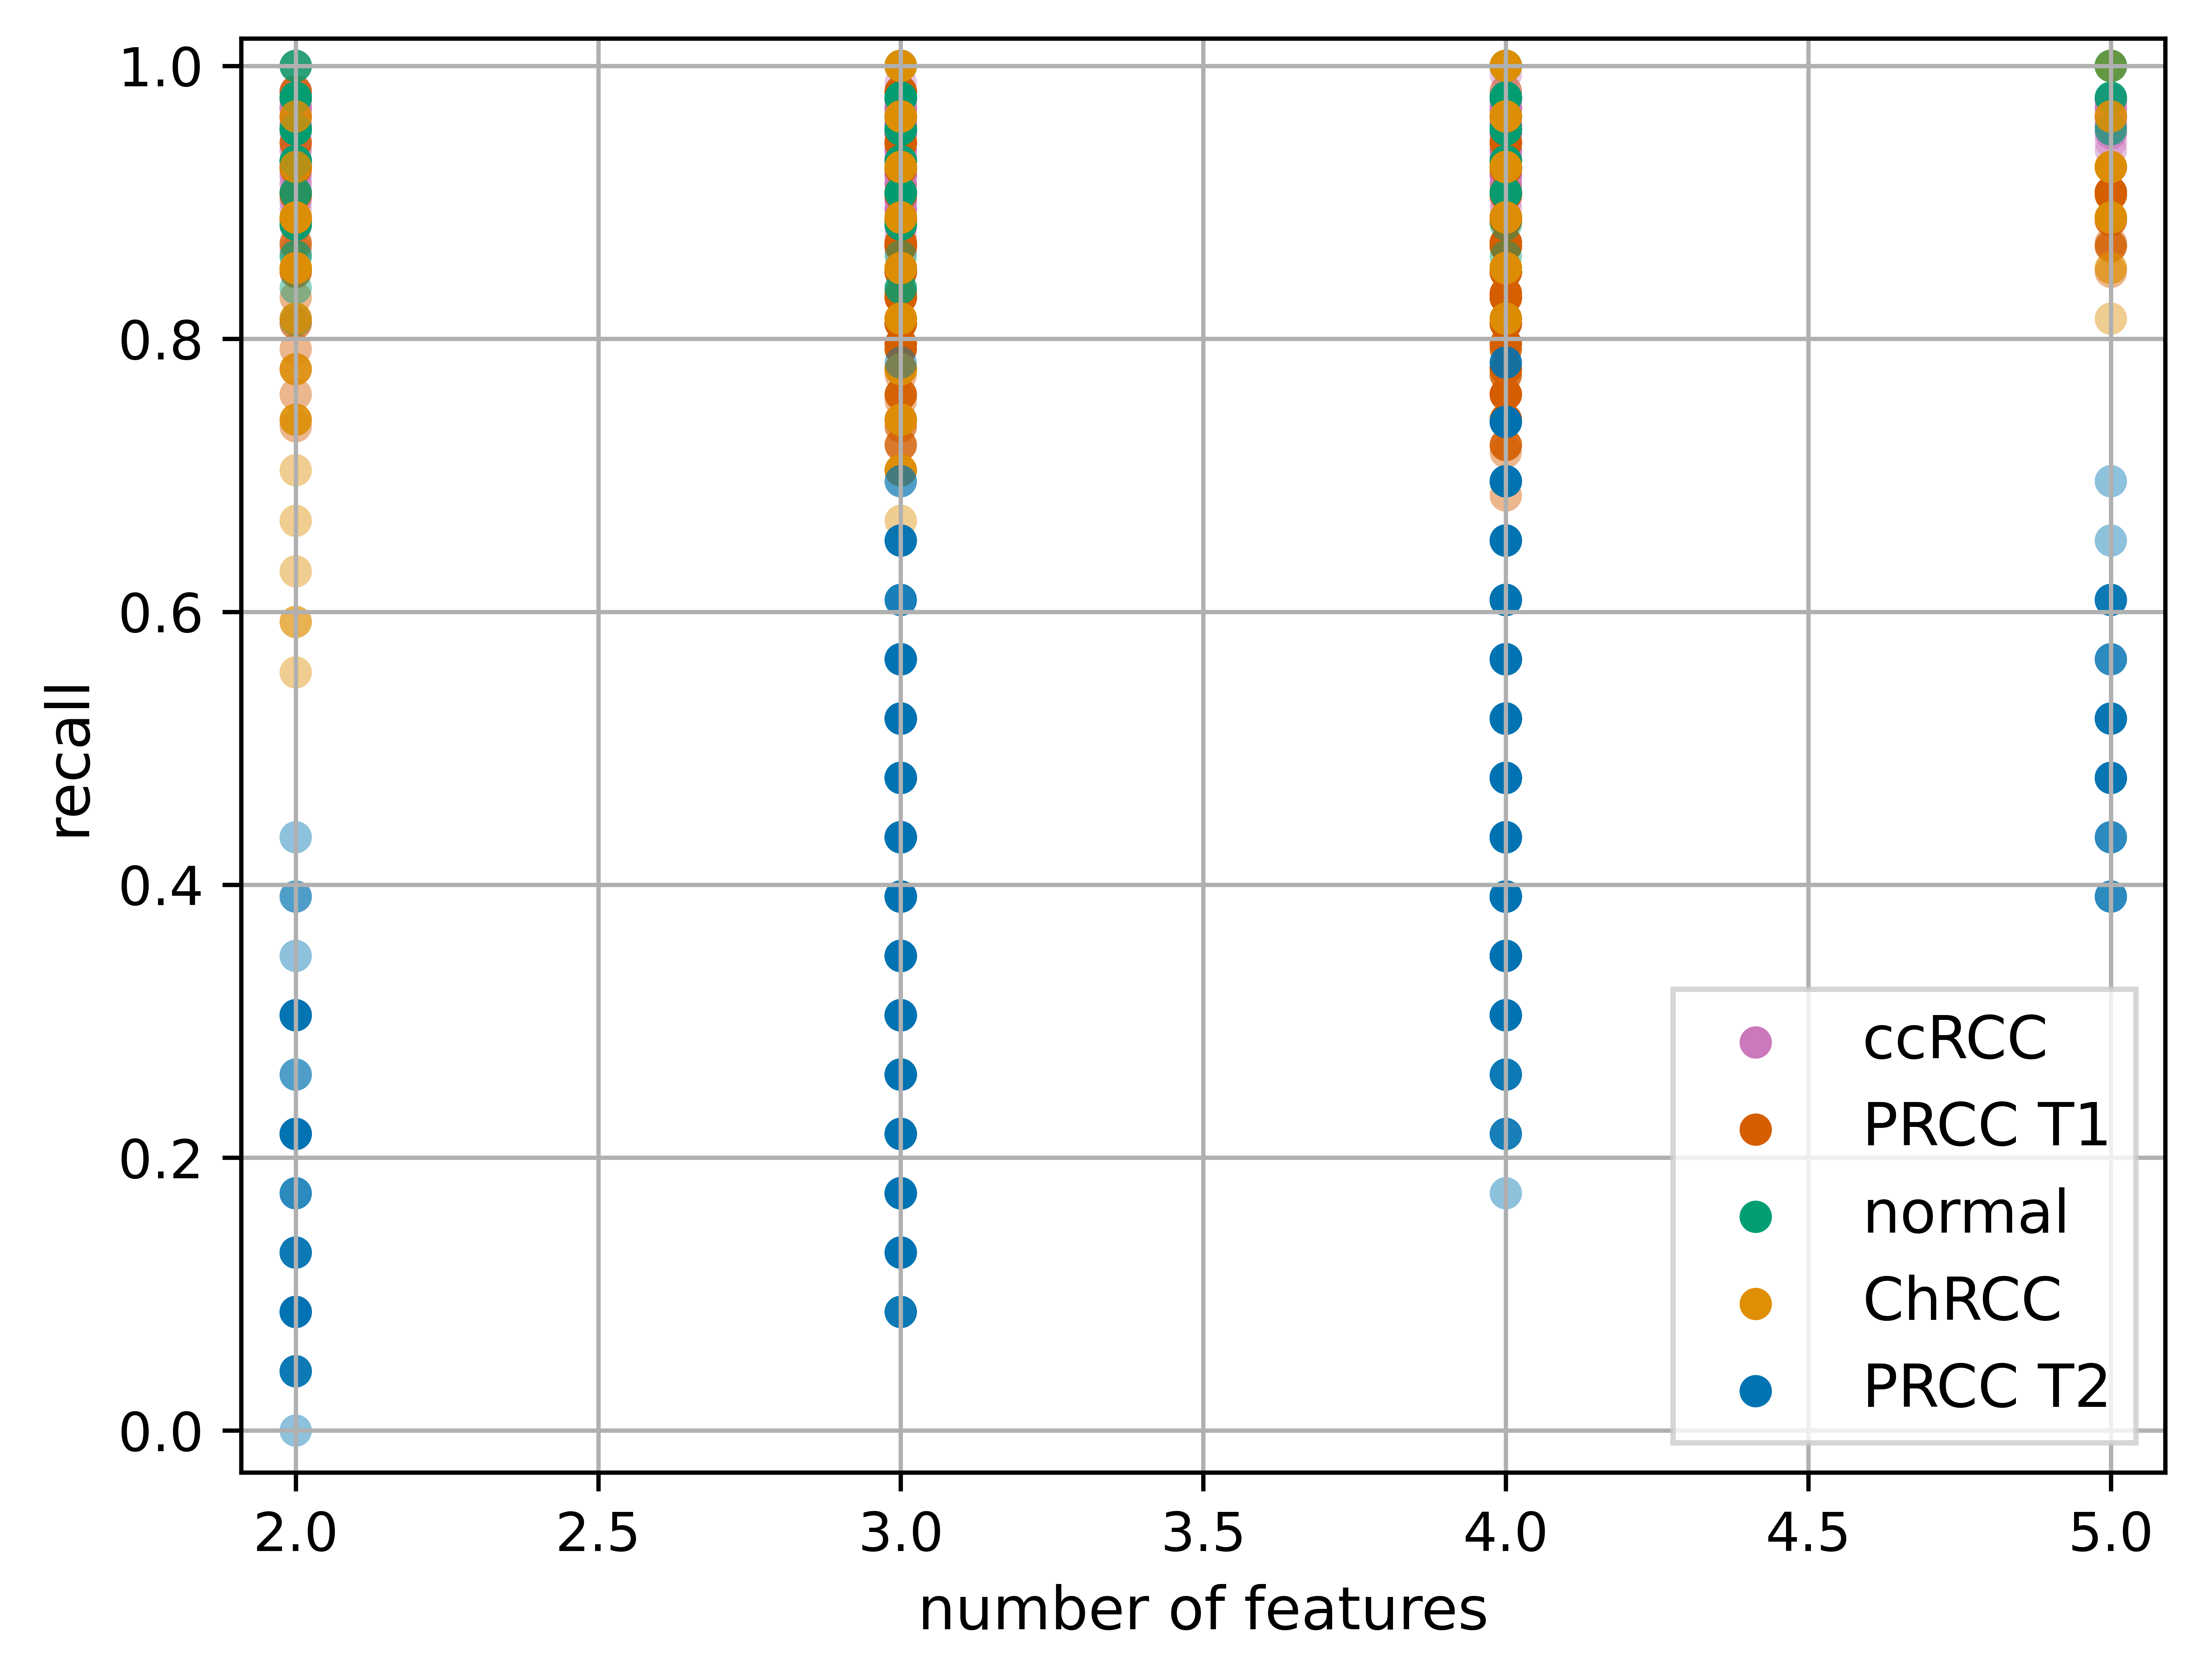 1.0
0.8
0.6
0.4
0.2
0.0
recall
2.0 2.5 3.0 3.5 4.0 4.5 5.0
number of features
ccRCC
PRCC T1
normal
ChRCC
PRCC T2